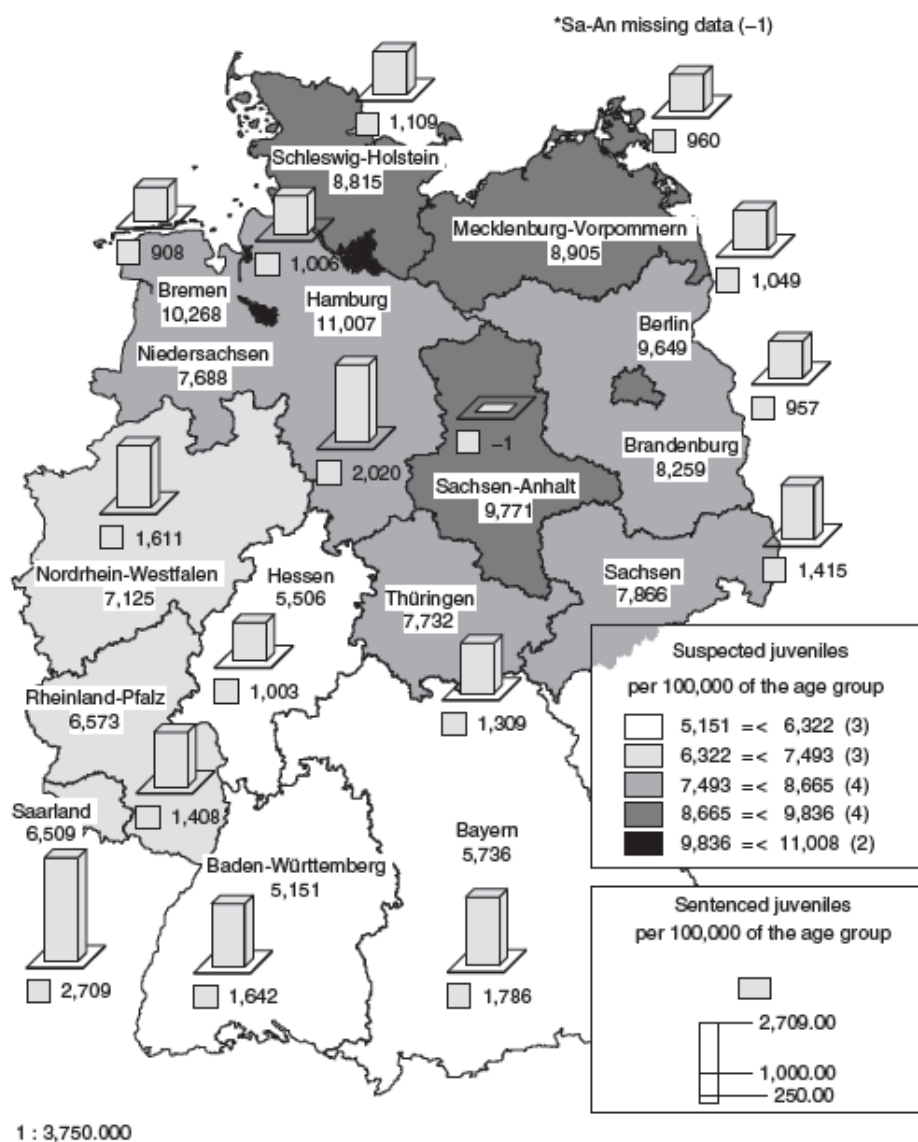 *Sa-An missing data (–1)
1,109
960
Schleswig-Holstein
8,815
Mecklenburg-Vorpommern
8,905
908
1,006
1,049
Bremen
10,268
Hamburg
11,007
Berlin
9,649
Niedersachsen
7,688
957
2,020
–1
Brandenburg
8,259
Sachsen-Anhalt
9,771
1,611
1,415
Nordrhein-Westfalen
7,125
Hessen
5,506
Thüringen
7,732
Sachsen
7,866
1,003
1,309
Rheinland-Pfalz
6,573
1,408
Saarland
6,509
Baden-Württemberg
5,151
Bayern
5,736
2,709
1,642
1,786
Suspected juveniles
per 100,000 of the age group
5,151 =< 6,322 (3)
6,322 =< 7,493 (3)
7,493 =< 8,665 (4)
8,665 =< 9,836 (4)
9,836 =< 11,008 (2)
Sentenced juveniles
per 100,000 of the age group
2,709.00
1,000.00
250.00
1 : 3,750.000